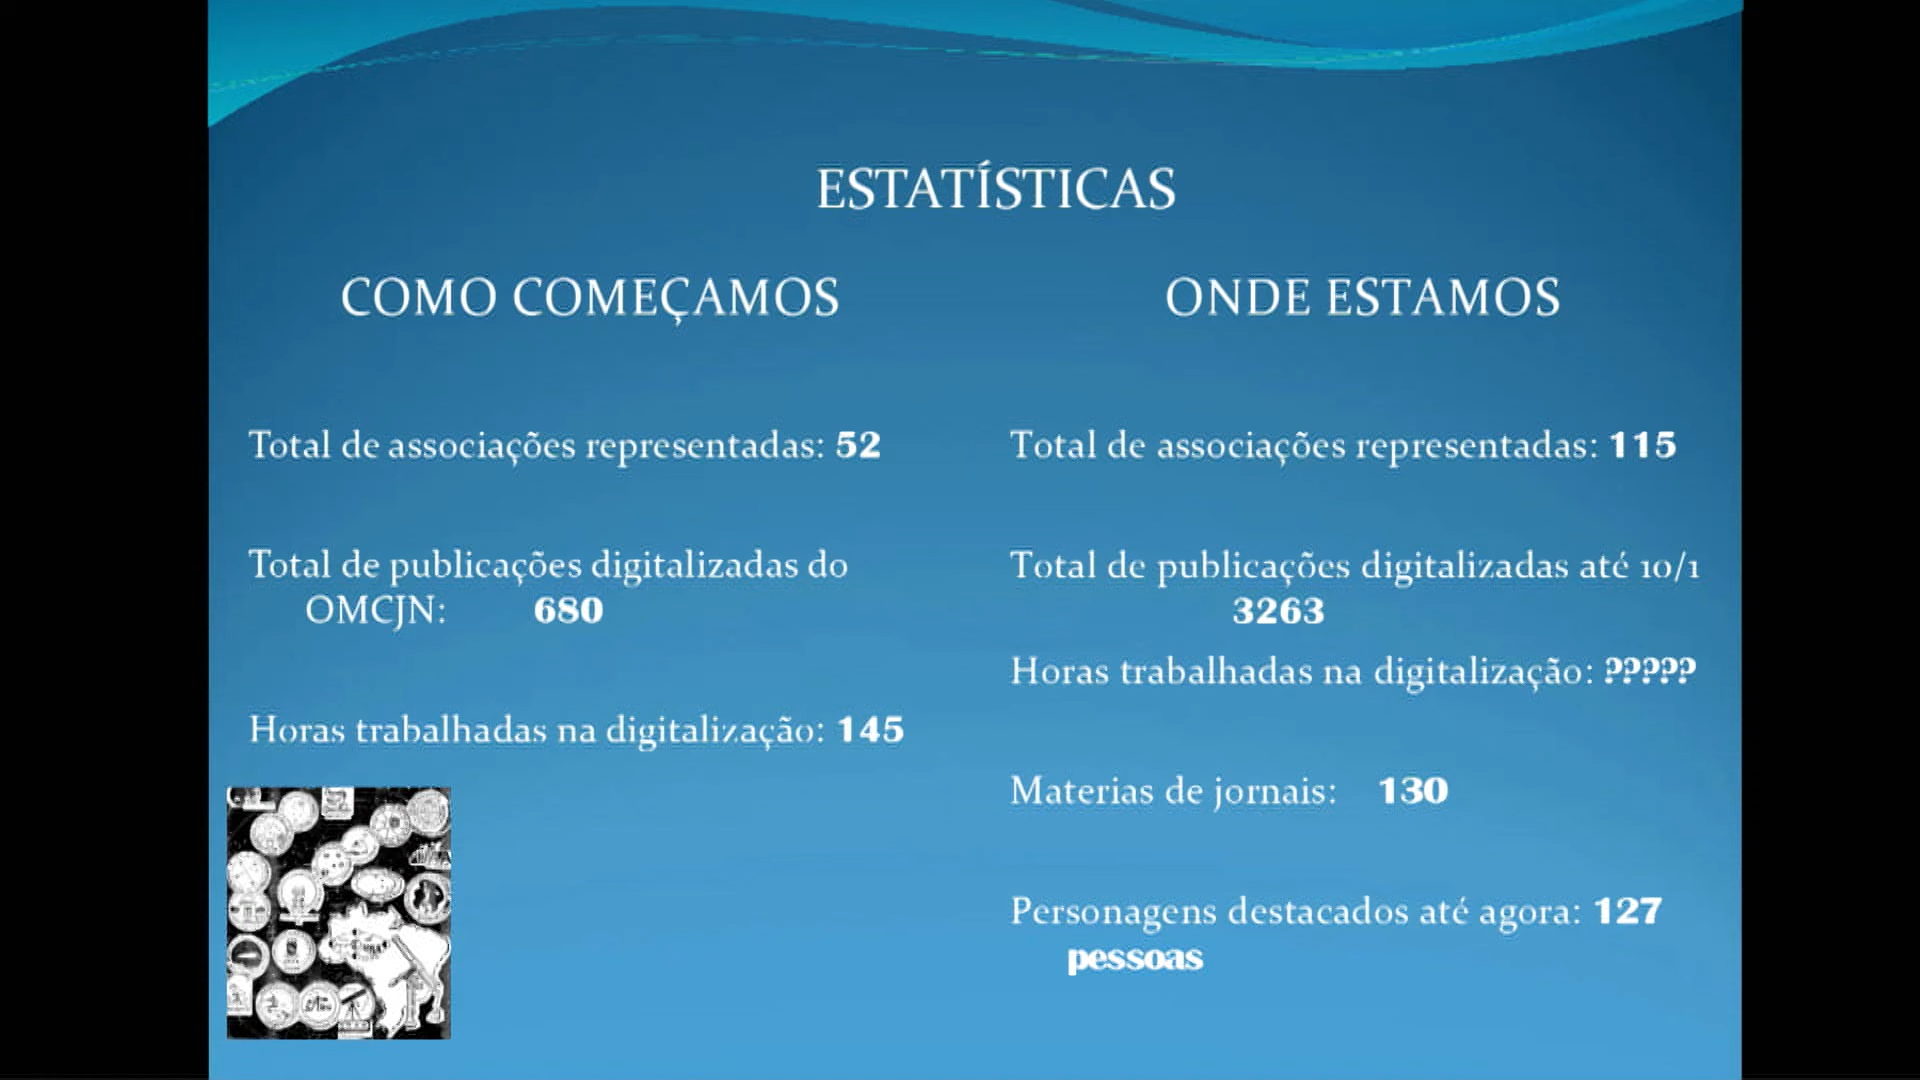 ESTATÍSTICAS
COMO COMEÇAMOS
Total de associações representadas: 52
Total de publicações digitalizadas do
OMCJN: 680
Horas trabalhadas na digitalização: 145
ONDE ESTAMOS
Total de associações representadas: 115
Total de publicações digitalizadas até 10/1
3263
Horas trabalhadas na digitalização: ?????
Materias de jornais: 130
Personagens destacados até agora: 127
pessoas